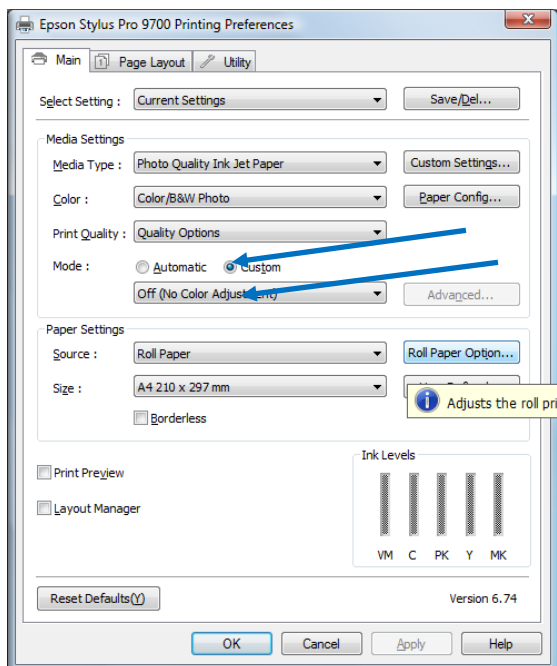 Epson Stylus Pro 9700 Printing Preferences
Main Page Layout Utility
Select Setting : Current Settings Save/Del...
Media Settings
Media Type : Photo Quality Ink Jet Paper Custom Settings...
Color : Color/B&W Photo Paper Config...
Print Quality : Quality Options
Mode : Automatic Custom
Off (No Color Adjustment) Advanced...
Paper Settings
Source : Roll Paper Roll Paper Option...
Size : A4 210 x 297 mm
Adjusts the roll pri
Borderless
Print Preview
Layout Manager
Ink Levels
VM C PK Y MK
Reset Defaults(Y) Version 6.74
OK Cancel Apply Help